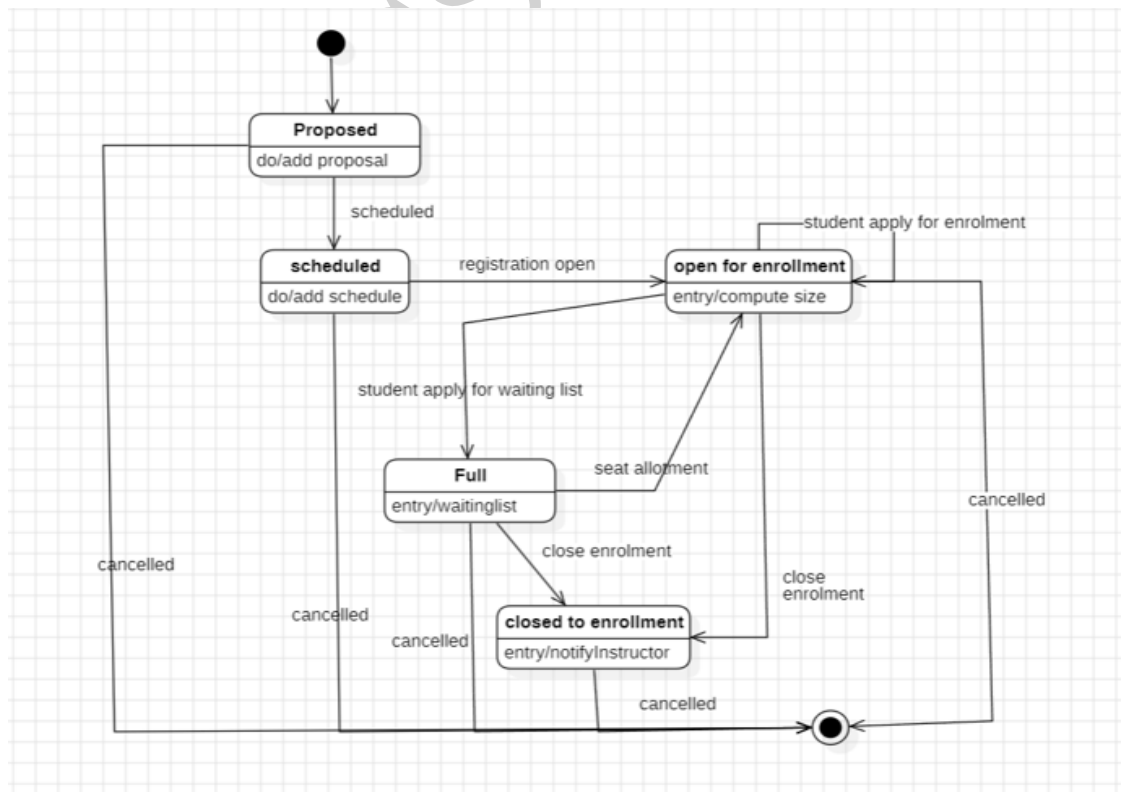 Proposed
do/add proposal
scheduled
student apply for enrolment
scheduled
do/add schedule
registration open
open for enrollment
entry/compute size
student apply for waiting list
Full
entry/waitinglist
seat allotment
cancelled
close enrolment
cancelled
close
enrolment
cancelled
closed to enrollment
entry/notifyInstructor
cancelled
cancelled